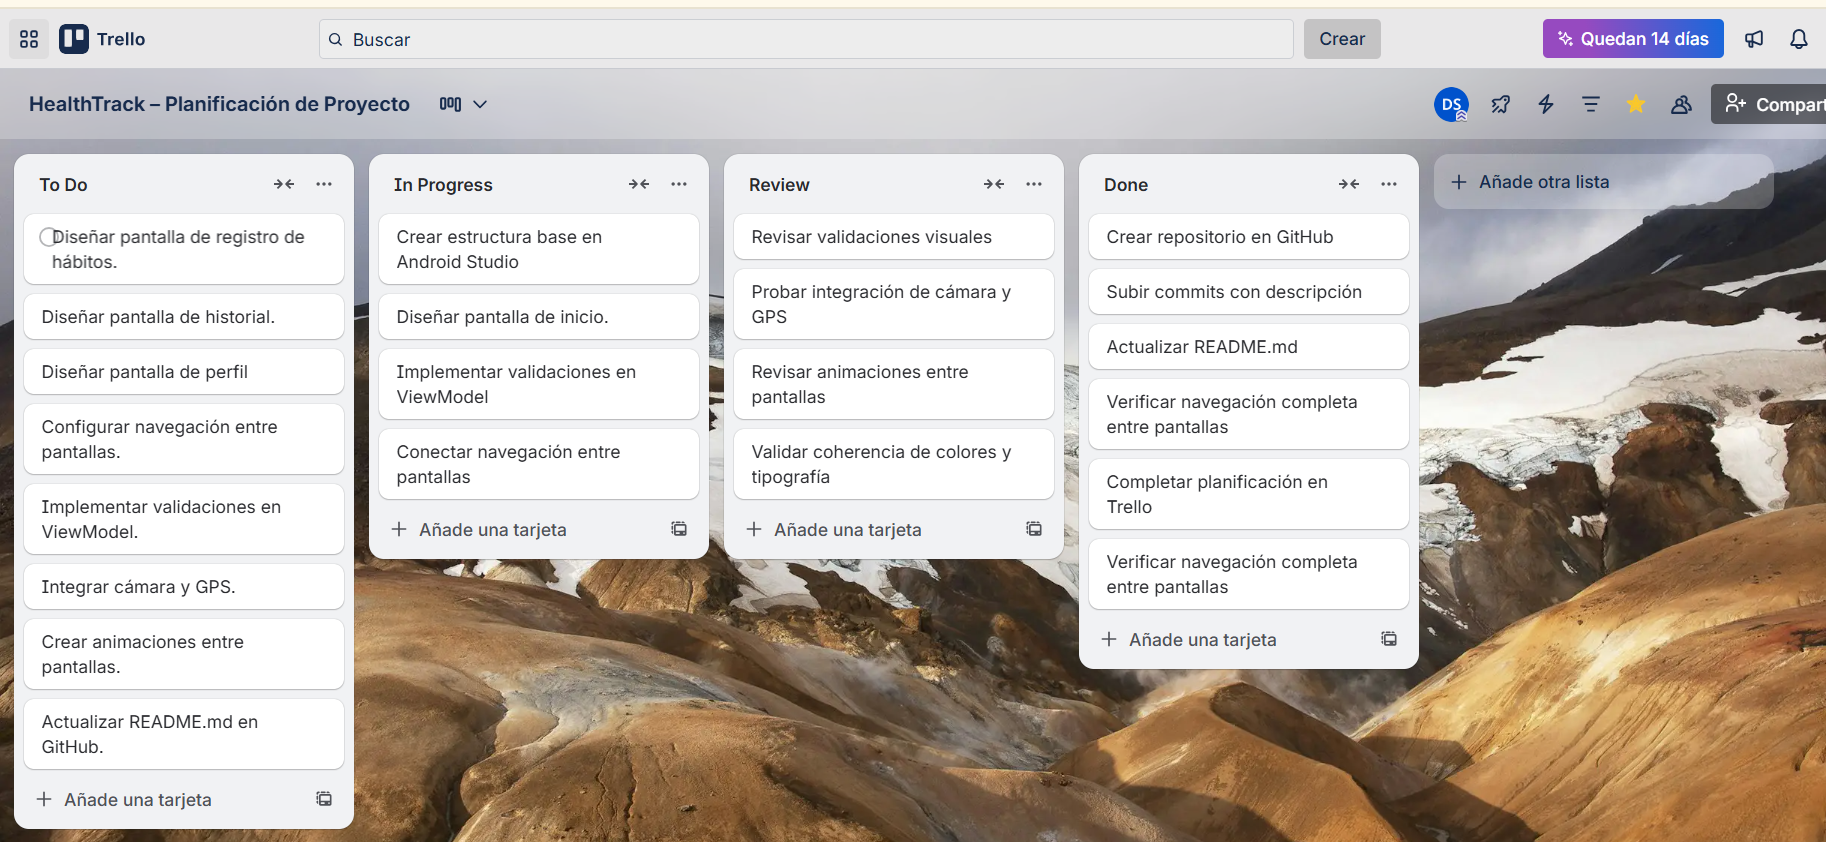 Trello
Buscar
Crear
Quedan 14 días
HealthTrack – Planificación de Proyecto
DS
Compart
To Do
Diseñar pantalla de registro de
hábitos.
Diseñar pantalla de historial.
Diseñar pantalla de perfil
Configurar navegación entre
pantallas.
Implementar validaciones en
ViewModel.
Integrar cámara y GPS.
Crear animaciones entre
pantallas.
Actualizar README.md en
GitHub.
Añade una tarjeta
In Progress
Crear estructura base en
Android Studio
Diseñar pantalla de inicio.
Implementar validaciones en
ViewModel
Conectar navegación entre
pantallas
Añade una tarjeta
Review
Revisar validaciones visuales
Probar integración de cámara y
GPS
Revisar animaciones entre
pantallas
Validar coherencia de colores y
tipografía
Añade una tarjeta
Done
Crear repositorio en GitHub
Subir commits con descripción
Actualizar README.md
Verificar navegación completa
entre pantallas
Completar planificación en
Trello
Verificar navegación completa
entre pantallas
Añade una tarjeta
Añade otra lista